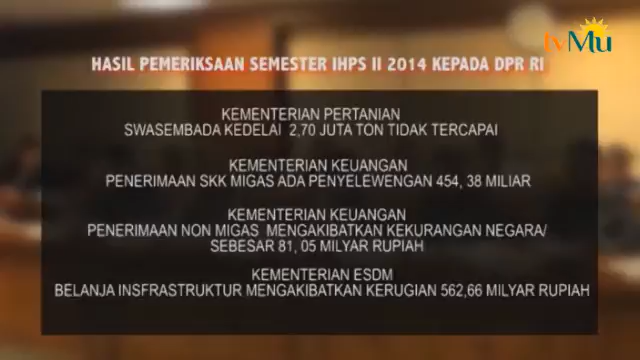 tvMu
HASIL PEMERIKSAAN SEMESTER IHPS II 2014 KEPADA DPR RI
KEMENTERIAN PERTANIAN
SWASEMBADA KEDELAI 2,70 JUTA TON TIDAK TERCAPAI
KEMENTERIAN KEUANGAN
PENERIMAAN SKK MIGAS ADA PENYELEWENGAN 454, 38 MILIAR
KEMENTERIAN KEUANGAN
PENERIMAAN NON MIGAS MENGAKIBATKAN KEKURANGAN NEGARA/
SEBESAR 81, 05 MILYAR RUPIAH
KEMENTERIAN ESDM
BELANJA INSFRASTRUKTUR MENGAKIBATKAN KERUGIAN 562,66 MILYAR RUPIAH